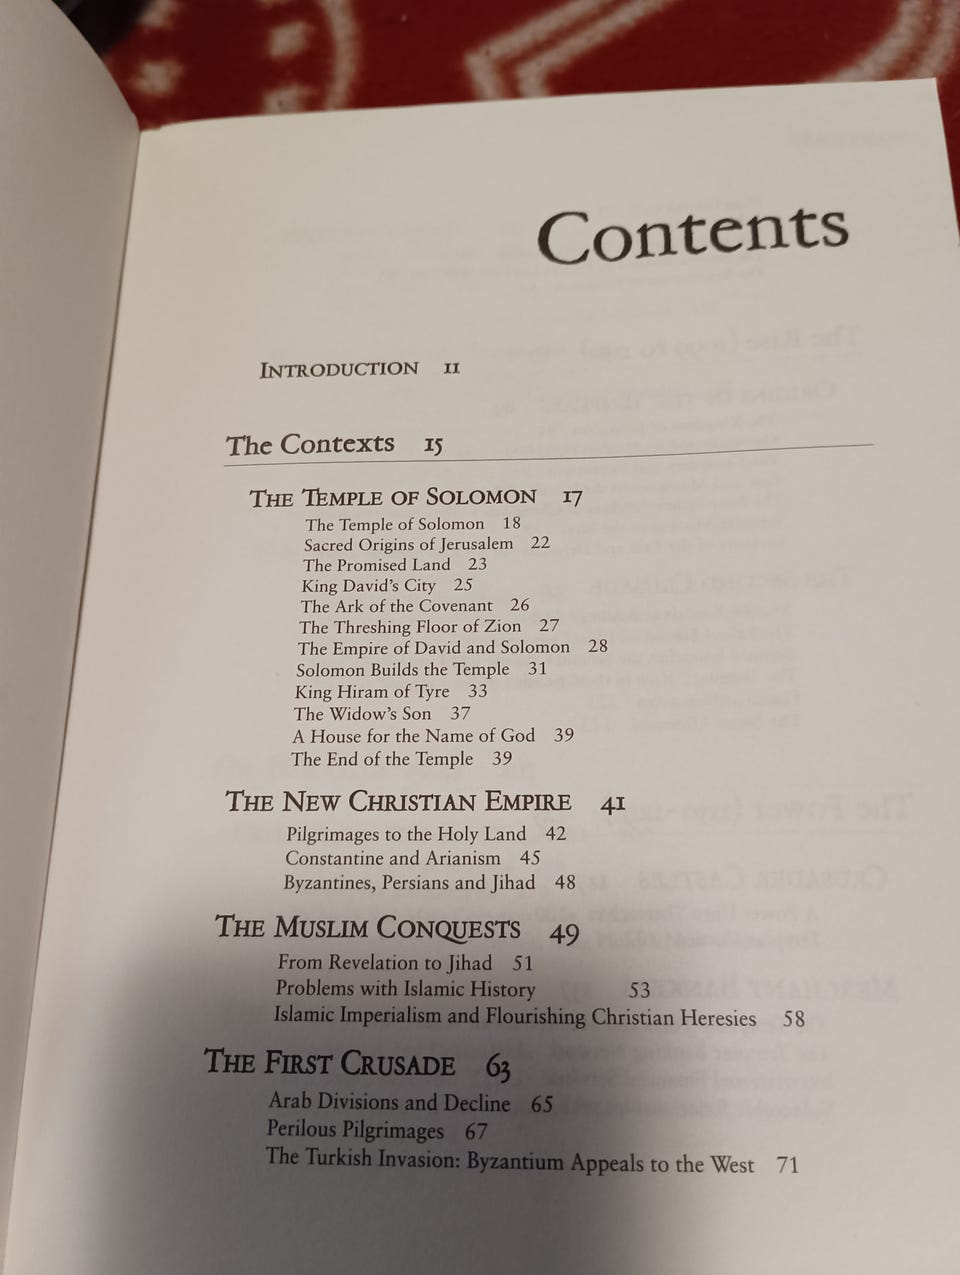 Contents
INTRODUCTION 11
The Contexts 15
THE TEMPLE OF SOLOMON 17
The Temple of Solomon 18
Sacred Origins of Jerusalem 22
The Promised Land 23
King David's City 25
The Ark of the Covenant 26
The Threshing Floor of Zion 27
The Empire of David and Solomon 28
Solomon Builds the Temple 31
King Hiram of Tyre 33
The Widow's Son 37
A House for the Name of God 39
The End of the Temple 39
THE NEW CHRISTIAN EMPIRE 41
Pilgrimages to the Holy Land 42
Constantine and Arianism 45
Byzantines, Persians and Jihad 48
THE MUSLIM CONQUESTS 49
From Revelation to Jihad 51
Problems with Islamic History 53
Islamic Imperialism and Flourishing Christian Heresies 58
THE FIRST CRUSADE 63
Arab Divisions and Decline 65
Perilous Pilgrimages 67
The Turkish Invasion: Byzantium Appeals to the West 71